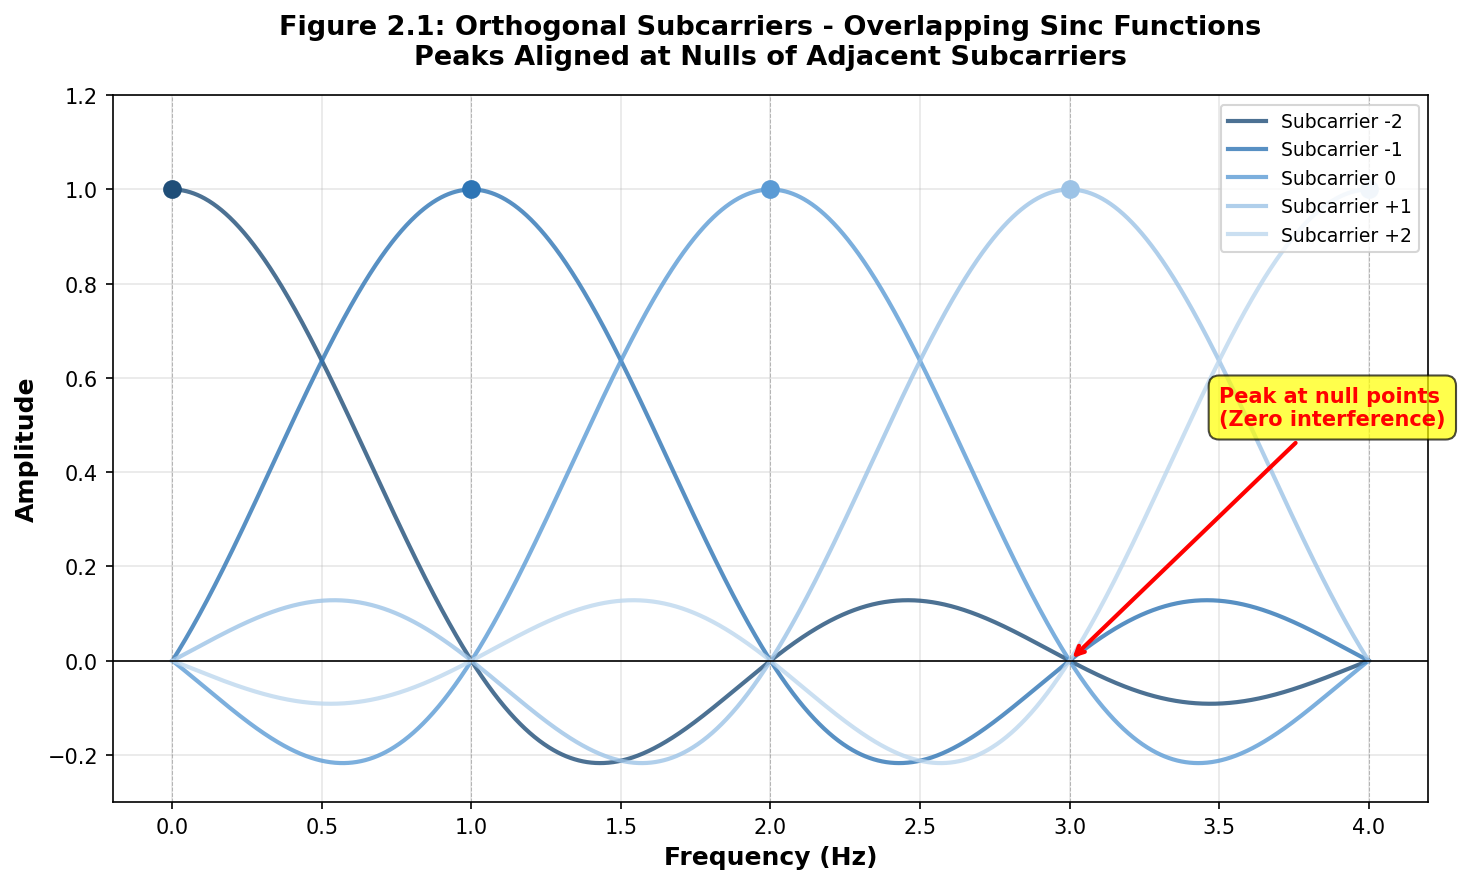 Figure 2.1: Orthogonal Subcarriers - Overlapping Sinc Functions
Peaks Aligned at Nulls of Adjacent Subcarriers
1.2
1.0
0.8
0.6
0.4
0.2
0.0
−0.2
Amplitude
Subcarrier -2
Subcarrier -1
Subcarrier 0
Subcarrier +1
Subcarrier +2
Peak at null points
(Zero interference)
0.0 0.5 1.0 1.5 2.0 2.5 3.0 3.5 4.0
Frequency (Hz)